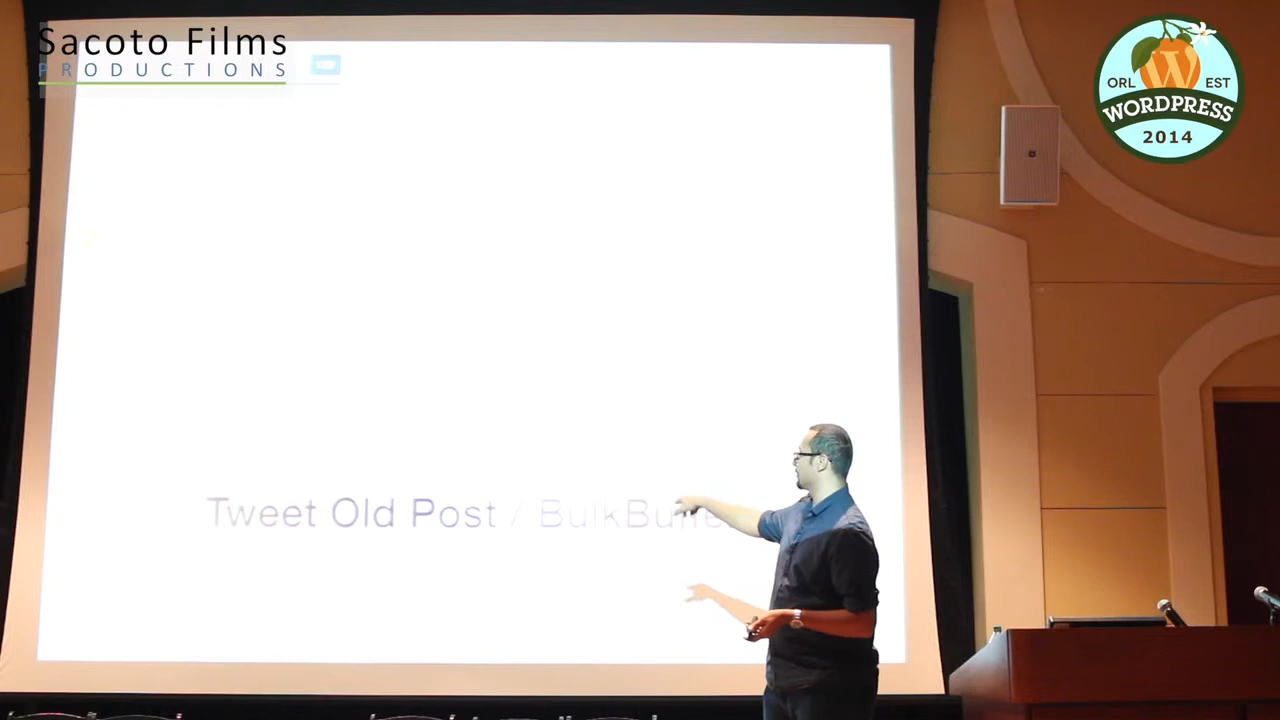 Sacoto Films
PRODUCTIONS
ORL EST
WORDPRESS
2014
Tweet Old Post /